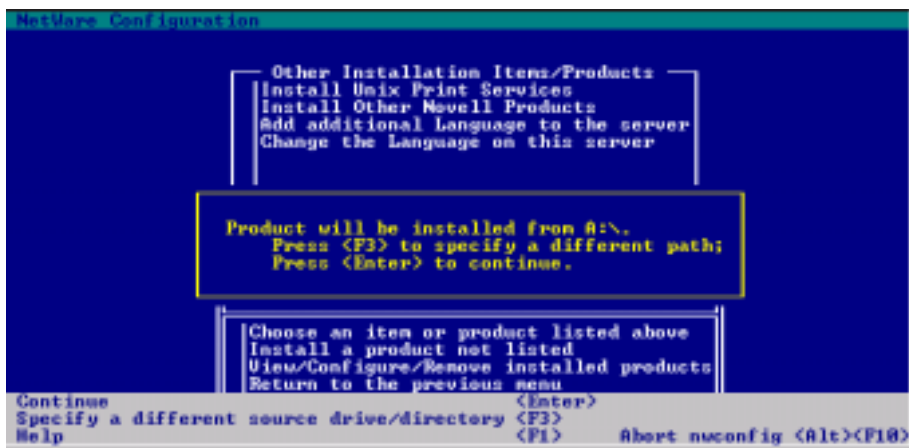 NetWare Configuration
Other Installation Items/Products
Install Unix Print Services
Install Other Novell Products
Add additional Language to the server
Change the Language on this server
Product will be installed from A:\.
Press <F3> to specify a different path;
Press <Enter> to continue.
Choose an item or product listed above
Install a product not listed
View/Configure/Remove installed products
Return to the previous menu
Continue <Enter>
Specify a different source drive/directory <F3>
Help <F1> Abort nwconfig <Alt><F10>